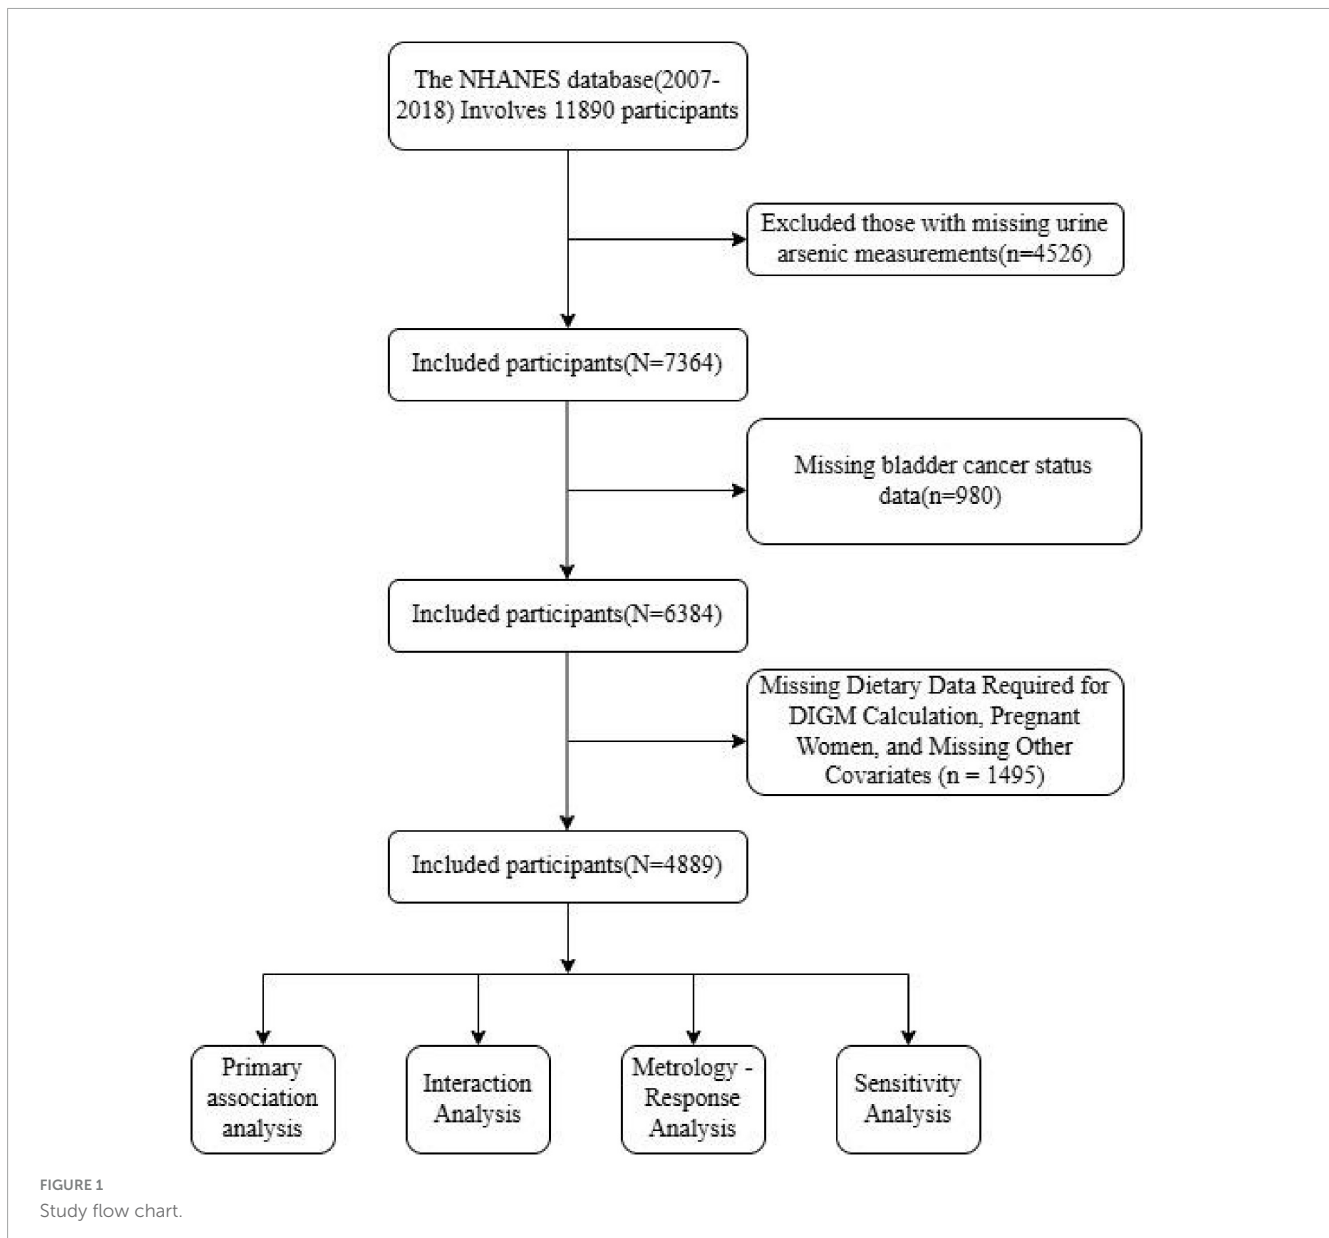 The NHANES database(2007-
2018) Involves 11890 participants
Excluded those with missing urine
arsenic measurements(n=4526)
Included participants(N=7364)
Missing bladder cancer status
data(n=980)
Included participants(N=6384)
Missing Dietary Data Required for
DIGM Calculation, Pregnant
Women, and Missing Other
Covariates (n = 1495)
Included participants(N=4889)
Primary
association
analysis
Interaction
Analysis
Metrology -
Response
Analysis
Sensitivity
Analysis
FIGURE 1
Study flow chart.